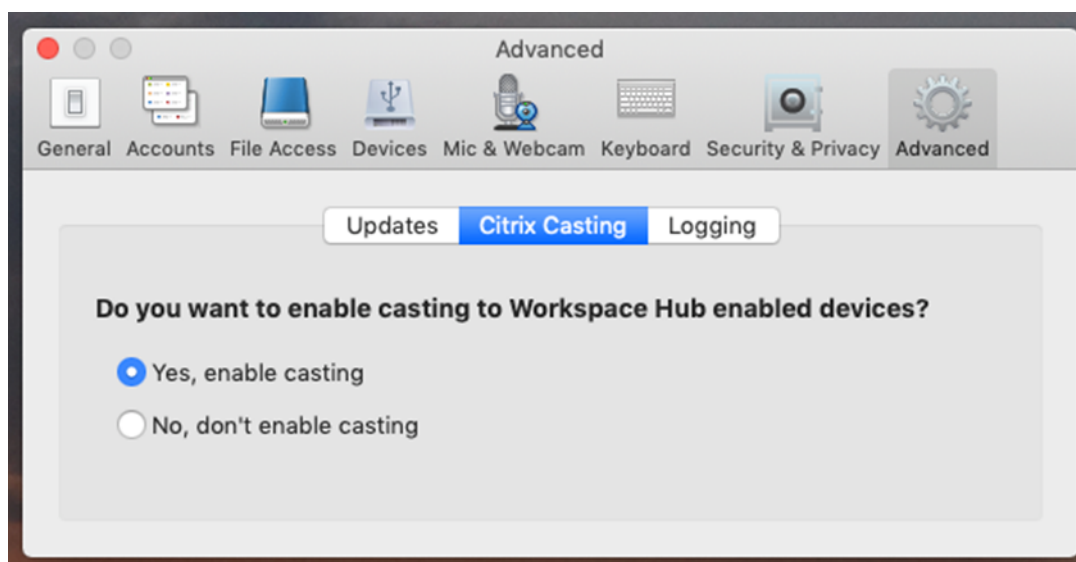 Advanced
General Accounts File Access Devices Mic & Webcam Keyboard Security & Privacy Advanced
Updates Citrix Casting Logging
Do you want to enable casting to Workspace Hub enabled devices?
Yes, enable casting
No, don't enable casting